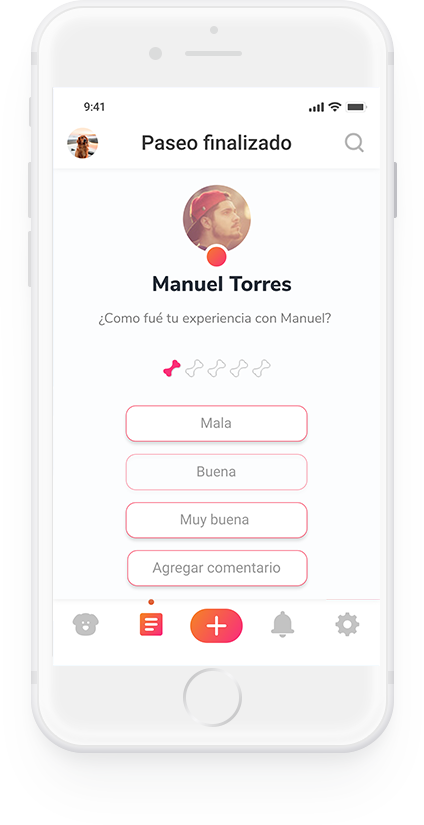 9:41
Paseo finalizado
Manuel Torres
¿Como fué tu experiencia con Manuel?
Mala
Buena
Muy buena
Agregar comentario